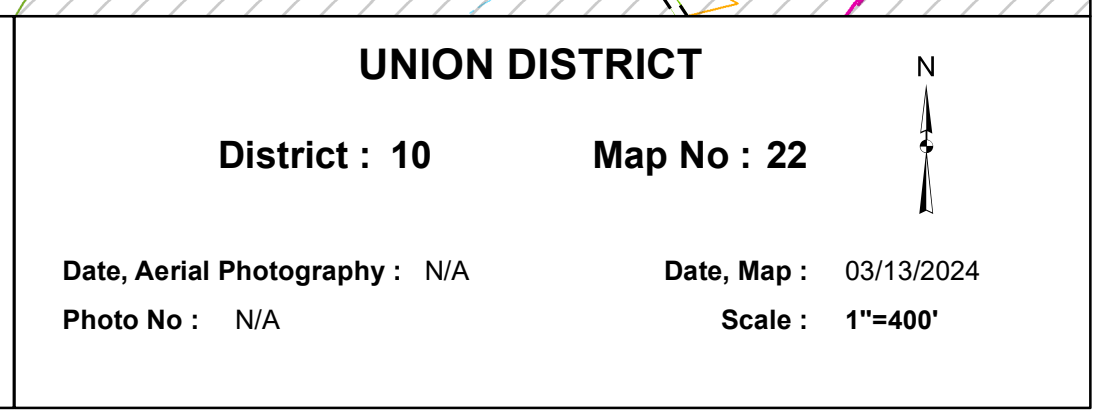 UNION DISTRICT
N
District : 10 Map No : 22
Date, Aerial Photography : N/A Date, Map : 03/13/2024
Photo No : N/A Scale : 1"=400'